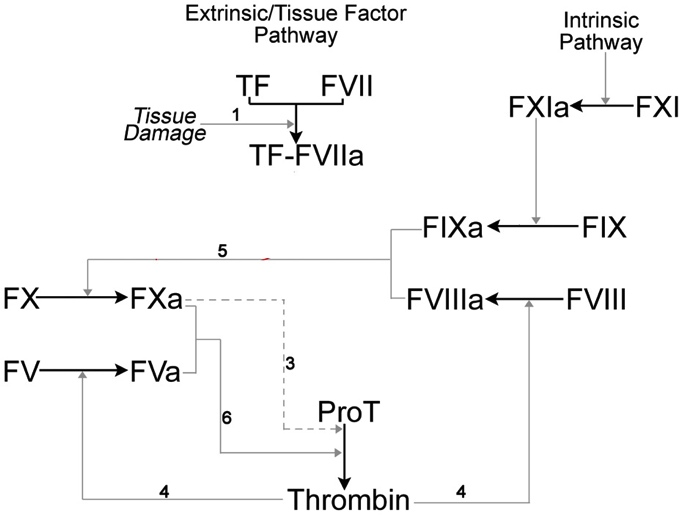 Extrinsic/Tissue Factor
Pathway
Intrinsic
Pathway
TF FVII
FXIa FXI
Tissue
Damage
1
TF-FVIIa
FIXa FIX
5
FX FXa
FVIIIa FVIII
3
FV FVa
6
ProT
4
Thrombin
4